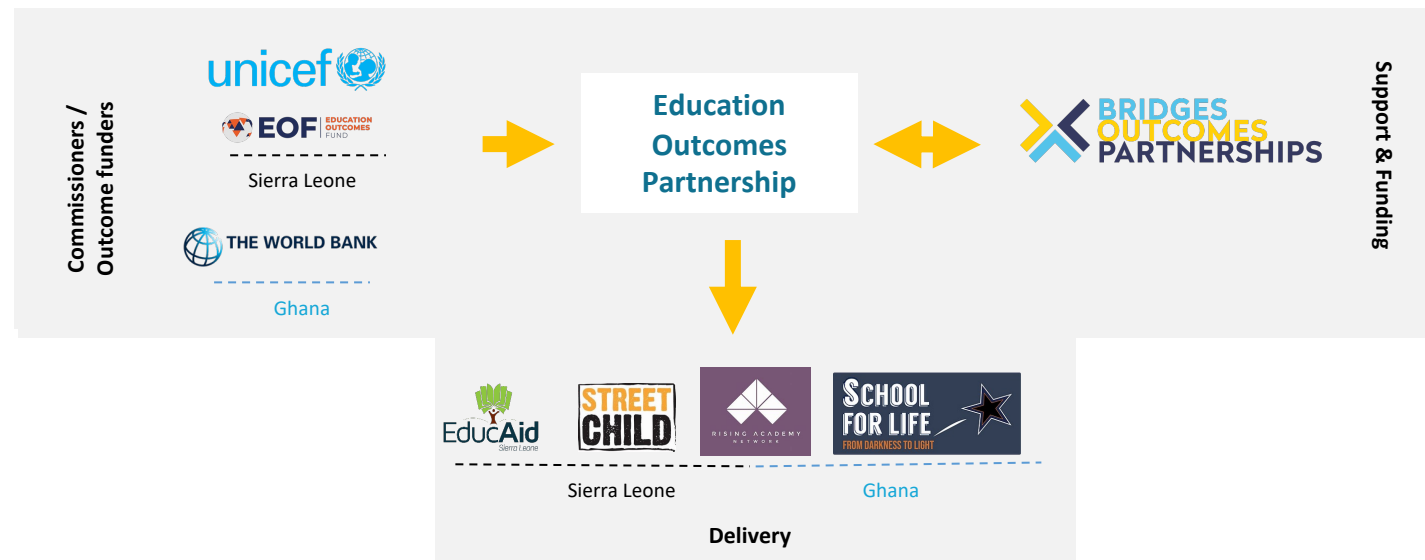 Commissioners /
Outcome funders
unicef
EOF EDUCATION
OUTCOMES
FUND
Sierra Leone
THE WORLD BANK
Ghana
Education
Outcomes
Partnership
BRIDGES
OUTCOMES
PARTNERSHIPS
Support & Funding
EducAid
Sierra Leone
STREET
CHILD
RISING ACADEMY
NETWORK
SCHOOL
FOR LIFE
FROM DARKNESS TO LIGHT
Sierra Leone
Ghana
Delivery